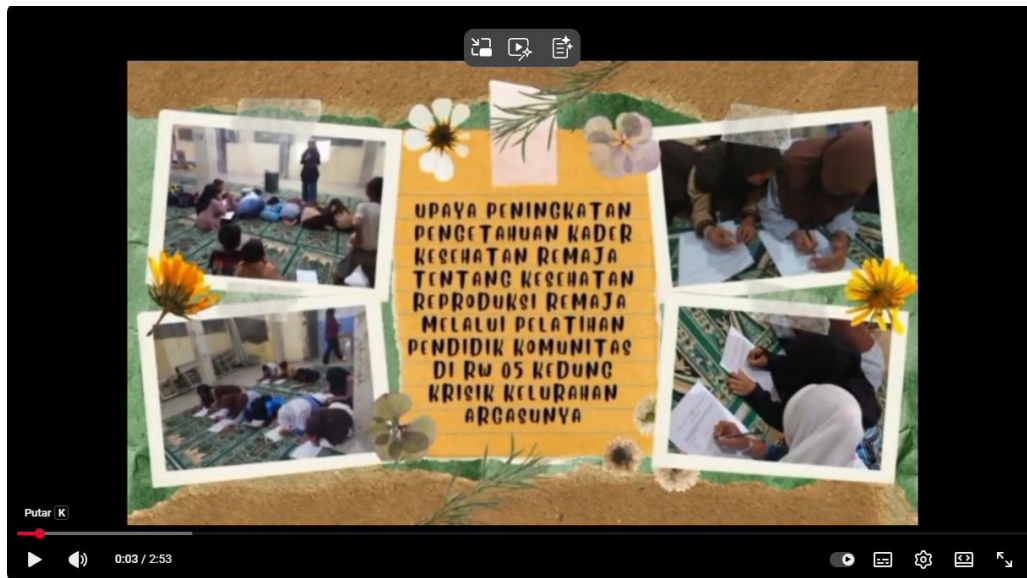 UPAYA PENINGKATAN
PENGETAHUAN KADER
KESEHATAN REMAJA
TENTANG KESEHATAN
REPRODUKSI REMAJA
MELALUI PELATIHAN
PENDIDIK KOMUNITAS
DI RW 05 KEDUNG
KRISIK KELURAHAN
ARGASUNYA
Putar K
0:03 / 2:53